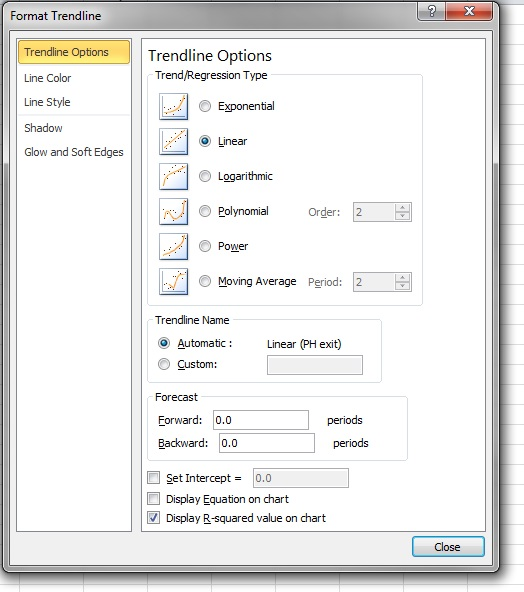 Format Trendline
?
Trendline Options
Line Color
Line Style
Shadow
Glow and Soft Edges
Trendline Options
Trend/Regression Type
Exponential
Linear
Logarithmic
Polynomial Order: 2
Power
Moving Average Period: 2
Trendline Name
Automatic : Linear (PH exit)
Custom:
Forecast
Forward: 0.0 periods
Backward: 0.0 periods
Set Intercept = 0.0
Display Equation on chart
Display R-squared value on chart
Close